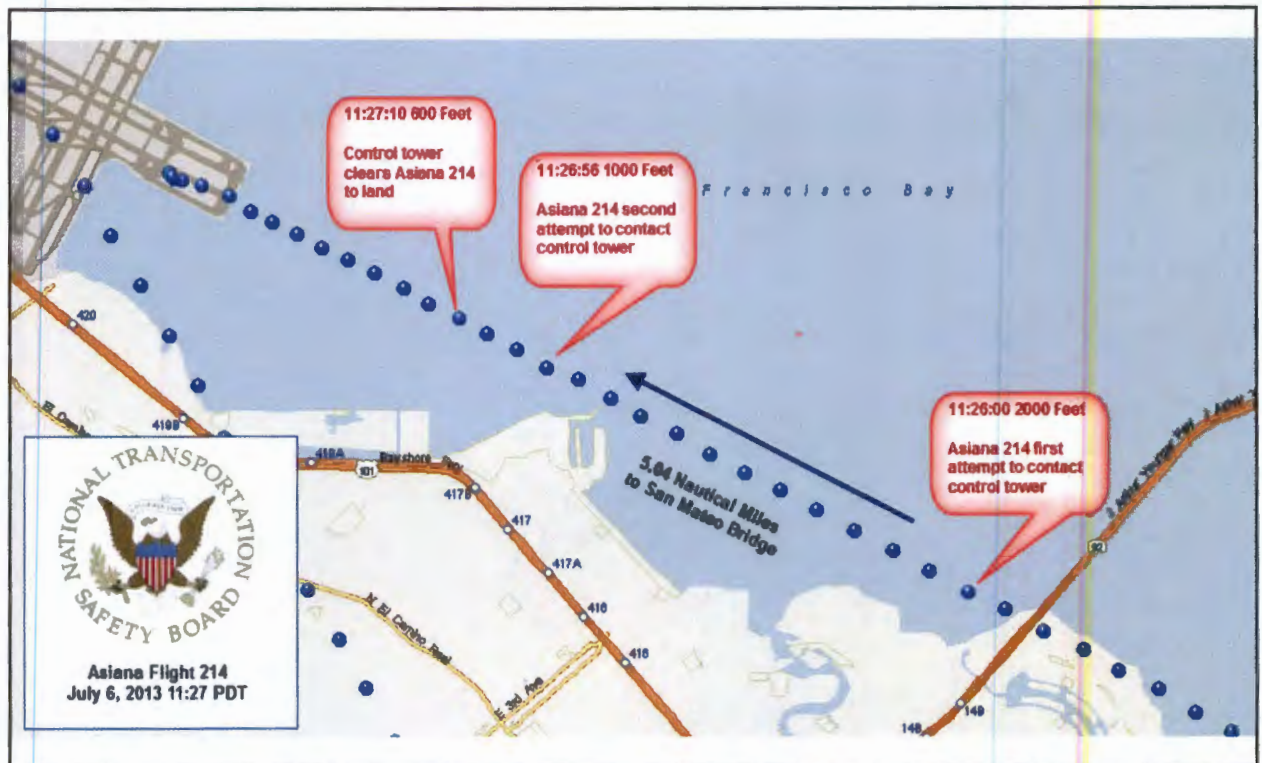 11:27:10 600 Feet
Control tower
clears Asiana 214
to land
11:26:56 1000 Feet
Asiana 214 second
attempt to contact
control tower
Francisco Bay
11:26:00 2000 Feet
Asiana 214 first
attempt to contact
control tower
5.04 Nautical Miles
to San Mateo Bridge
420
419B
419A
101
Bayshore
417B
417
417A
416
416
92
149
148
N El Camino Real
E 3rd Ave
NATIONAL TRANSPORTATION
SAFETY BOARD
Asiana Flight 214
July 6, 2013 11:27 PDT